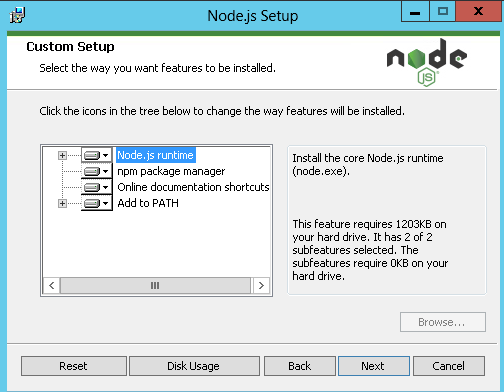 Node.js Setup
Custom Setup
Select the way you want features to be installed.
node
JS
Click the icons in the tree below to change the way features will be installed.
Node.js runtime
npm package manager
Online documentation shortcuts
Add to PATH
Install the core Node.js runtime
(node.exe).
This feature requires 1203KB on
your hard drive. It has 2 of 2
subfeatures selected. The
subfeatures require 0KB on your
hard drive.
Browse...
Reset
Disk Usage
Back
Next
Cancel